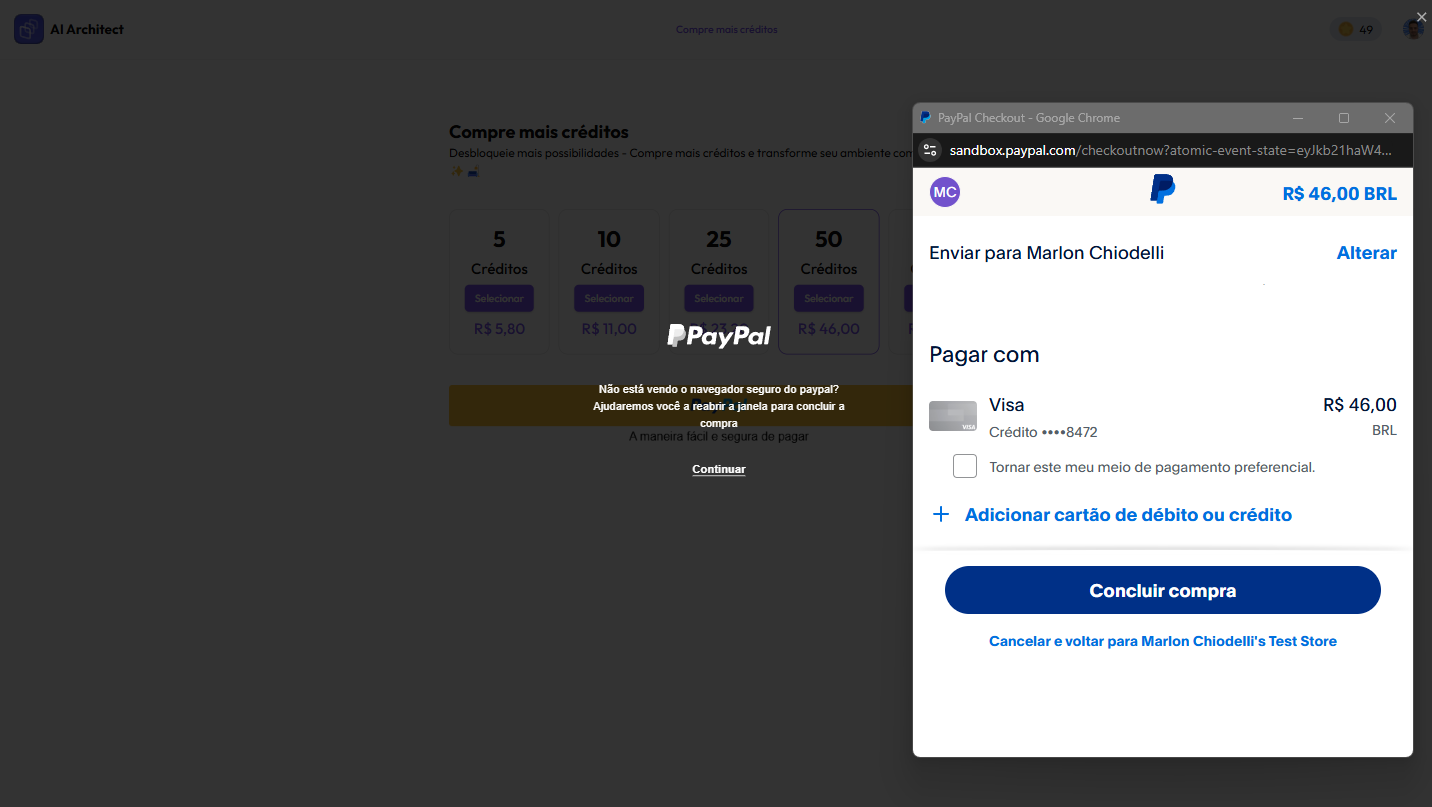 AI Architect
Compre mais créditos
49
Compre mais créditos
Desbloqueie mais possibilidades - Compre mais créditos e transforme seu ambiente com
5
Créditos
Selecionar
R$ 5,80
10
Créditos
Selecionar
R$ 11,00
25
Créditos
Selecionar
50
Créditos
Selecionar
R$ 46,00
PayPal
Não está vendo o navegador seguro do paypal?
Ajudaremos você a reabrir a janela para concluir a
compra
A maneira fácil e segura de pagar
Continuar
PayPal Checkout - Google Chrome
sandbox.paypal.com/checkoutnow?atomic-event-state=eyJkb21haW4...
MC
R$ 46,00 BRL
Enviar para Marlon Chiodelli
Alterar
Pagar com
Visa
R$ 46,00
VISA
Crédito ••••8472
BRL
Tornar este meu meio de pagamento preferencial.
+ Adicionar cartão de débito ou crédito
Concluir compra
Cancelar e voltar para Marlon Chiodelli's Test Store